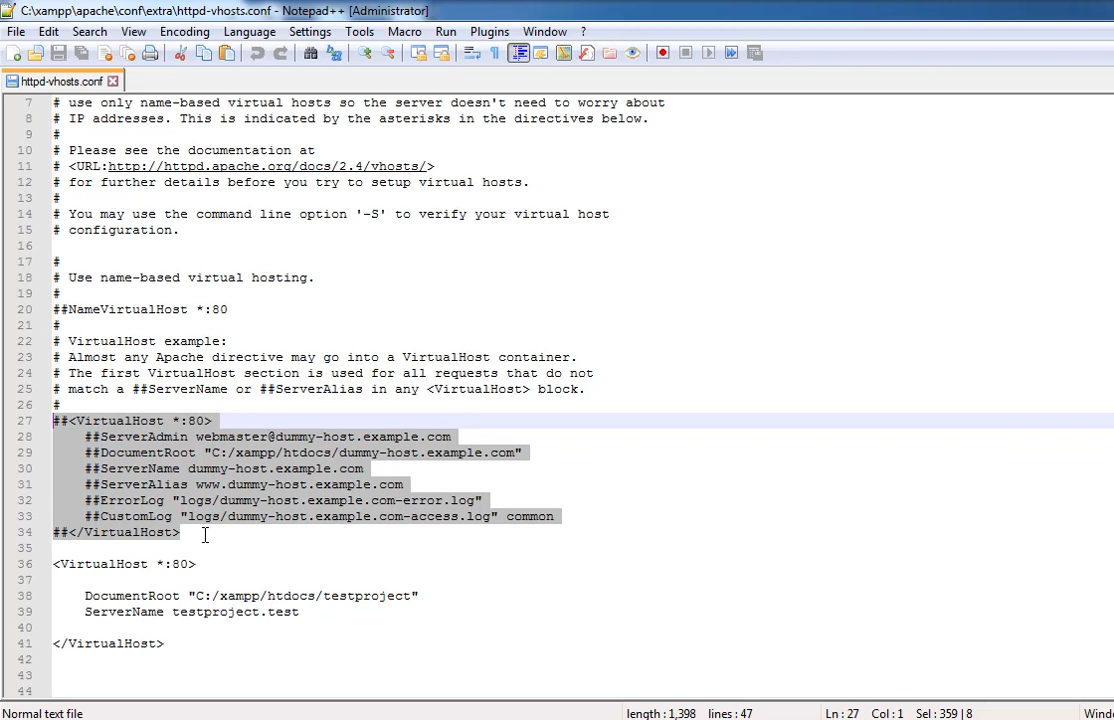 C:\xampp\apache\conf\extra\httpd-vhosts.conf - Notepad++ [Administrator]
File Edit Search View Encoding Language Settings Tools Macro Run Plugins Window ?
httpd-vhosts.conf
7 # use only name-based virtual hosts so the server doesn't need to worry about
8 # IP addresses. This is indicated by the asterisks in the directives below.
9 #
10 # Please see the documentation at
11 # <URL:http://httpd.apache.org/docs/2.4/vhosts/>
12 # for further details before you try to setup virtual hosts.
13 #
14 # You may use the command line option '-S' to verify your virtual host
15 # configuration.
16
17 #
18 # Use name-based virtual hosting.
19 #
20 ##NameVirtualHost *:80
21 #
22 # VirtualHost example:
23 # Almost any Apache directive may go into a VirtualHost container.
24 # The first VirtualHost section is used for all requests that do not
25 # match a ##ServerName or ##ServerAlias in any <VirtualHost> block.
26 #
27 ##<VirtualHost *:80>
28 ##ServerAdmin webmaster@dummy-host.example.com
29 ##DocumentRoot "C:/xampp/htdocs/dummy-host.example.com"
30 ##ServerName dummy-host.example.com
31 ##ServerAlias www.dummy-host.example.com
32 ##ErrorLog "logs/dummy-host.example.com-error.log"
33 ##CustomLog "logs/dummy-host.example.com-access.log" common
34 ##</VirtualHost>
35
36 <VirtualHost *:80>
37
38 DocumentRoot "C:/xampp/htdocs/testproject"
39 ServerName testproject.test
40
41 </VirtualHost>
42
43
44
Normal text file length : 1,398 lines : 47 Ln : 27 Col : 1 Sel : 359 | 8 Windo